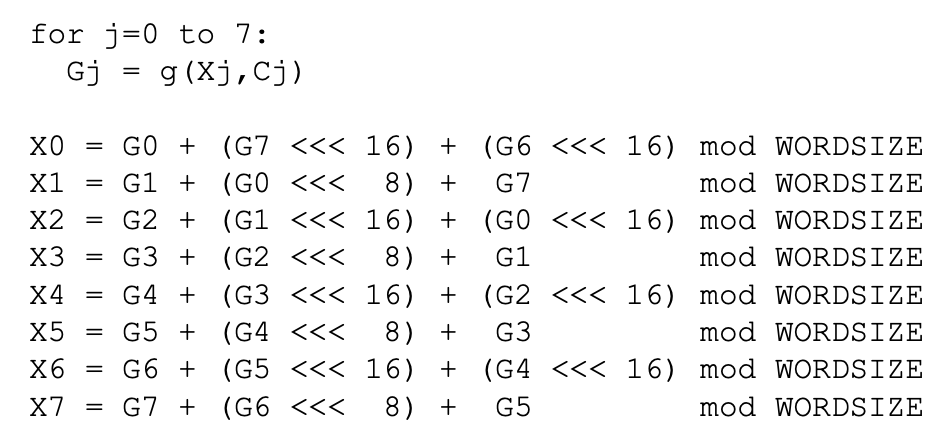 for j=0 to 7:
  Gj = g(Xj,Cj)

X0 = G0 + (G7 <<< 16) + (G6 <<< 16) mod WORDSIZE
X1 = G1 + (G0 <<<  8) +  G7         mod WORDSIZE
X2 = G2 + (G1 <<< 16) + (G0 <<< 16) mod WORDSIZE
X3 = G3 + (G2 <<<  8) +  G1         mod WORDSIZE
X4 = G4 + (G3 <<< 16) + (G2 <<< 16) mod WORDSIZE
X5 = G5 + (G4 <<<  8) +  G3         mod WORDSIZE
X6 = G6 + (G5 <<< 16) + (G4 <<< 16) mod WORDSIZE
X7 = G7 + (G6 <<<  8) +  G5         mod WORDSIZE